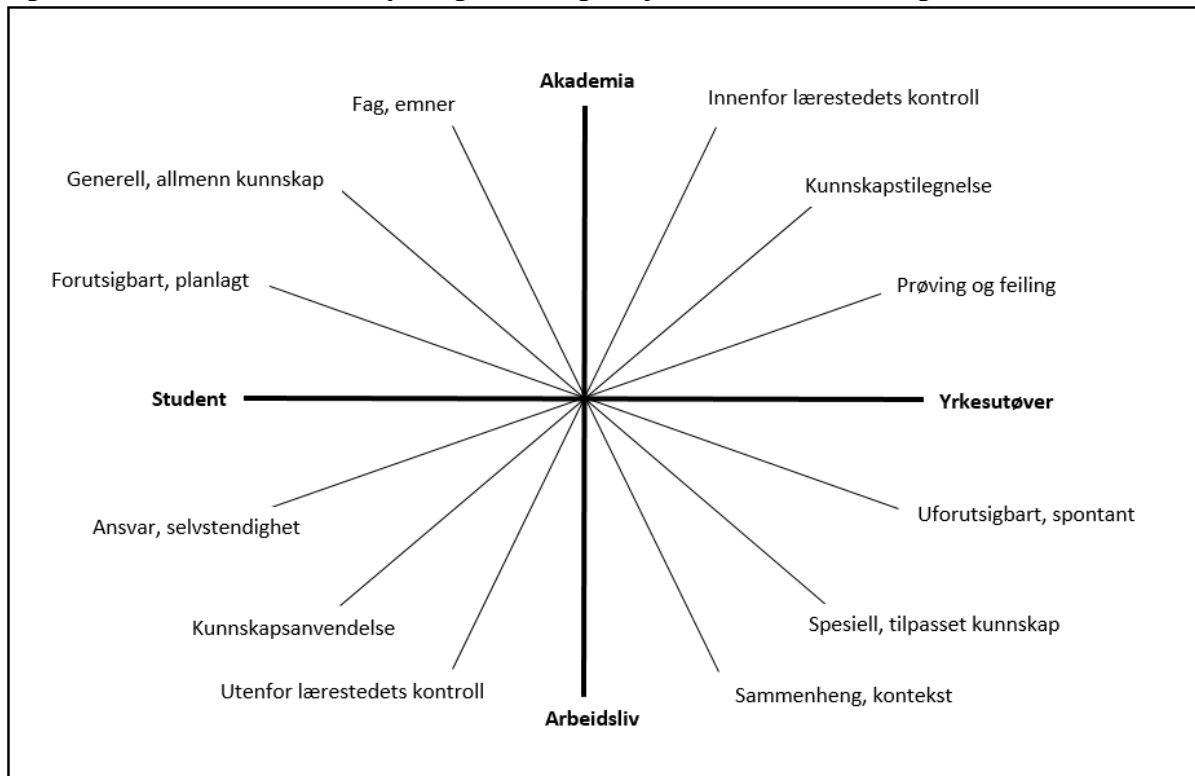 Akademia
Fag, emner
Innenfor lærestedets kontroll
Generell, allmenn kunnskap
Kunnskapstilegnelse
Forutsigbart, planlagt
Prøving og feiling
Student
Yrkesutøver
Ansvar, selvstendighet
Uforutsigbart, spontant
Kunnskapsanvendelse
Spesiell, tilpasset kunnskap
Utenfor lærestedets kontroll
Sammenheng, kontekst
Arbeidsliv